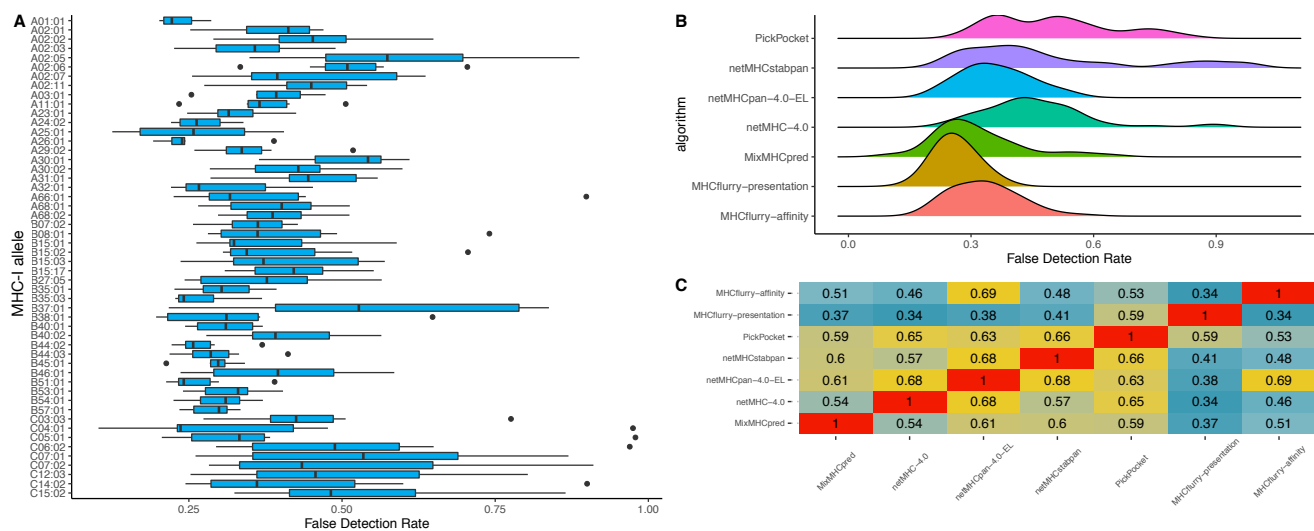 A
A01:01
A02:01
A02:02
A02:03
A02:05
A02:06
A02:07
A02:11
A03:01
A11:01
A23:01
A24:02
A25:01
A26:01
A29:02
A30:01
A30:02
A31:01
A32:01
A66:01
A68:01
A68:02
B07:02
B08:01
B15:01
B15:02
B15:03
B15:17
B27:05
B35:01
B35:03
B37:01
B38:01
B40:01
B40:02
B44:02
B44:03
B45:01
B46:01
B51:01
B53:01
B54:01
B57:01
C03:03
C04:01
C05:01
C06:02
C07:01
C07:02
C12:03
C14:02
C15:02
MHC-I allele
0.25 0.50 0.75 1.00
False Detection Rate
B
PickPocket
netMHCstabpan
netMHCpan-4.0-EL
netMHC-4.0
MixMHCpred
MHCflurry-presentation
MHCflurry-affinity
algorithm
0.0 0.3 0.6 0.9
False Detection Rate
C
MHCflurry-affinity 0.51 0.46 0.69 0.48 0.53 0.34 1
MHCflurry-presentation 0.37 0.34 0.38 0.41 0.59 1 0.34
PickPocket 0.59 0.65 0.63 0.66 1 0.59 0.53
netMHCstabpan 0.6 0.57 0.68 1 0.66 0.41 0.48
netMHCpan-4.0-EL 0.61 0.68 1 0.68 0.63 0.38 0.69
netMHC-4.0 0.54 1 0.68 0.57 0.65 0.34 0.46
MixMHCpred 1 0.54 0.61 0.6 0.59 0.37 0.51
MixMHCpred
netMHC-4.0
netMHCpan-4.0-EL
netMHCstabpan
PickPocket
MHCflurry-presentation
MHCflurry-affinity